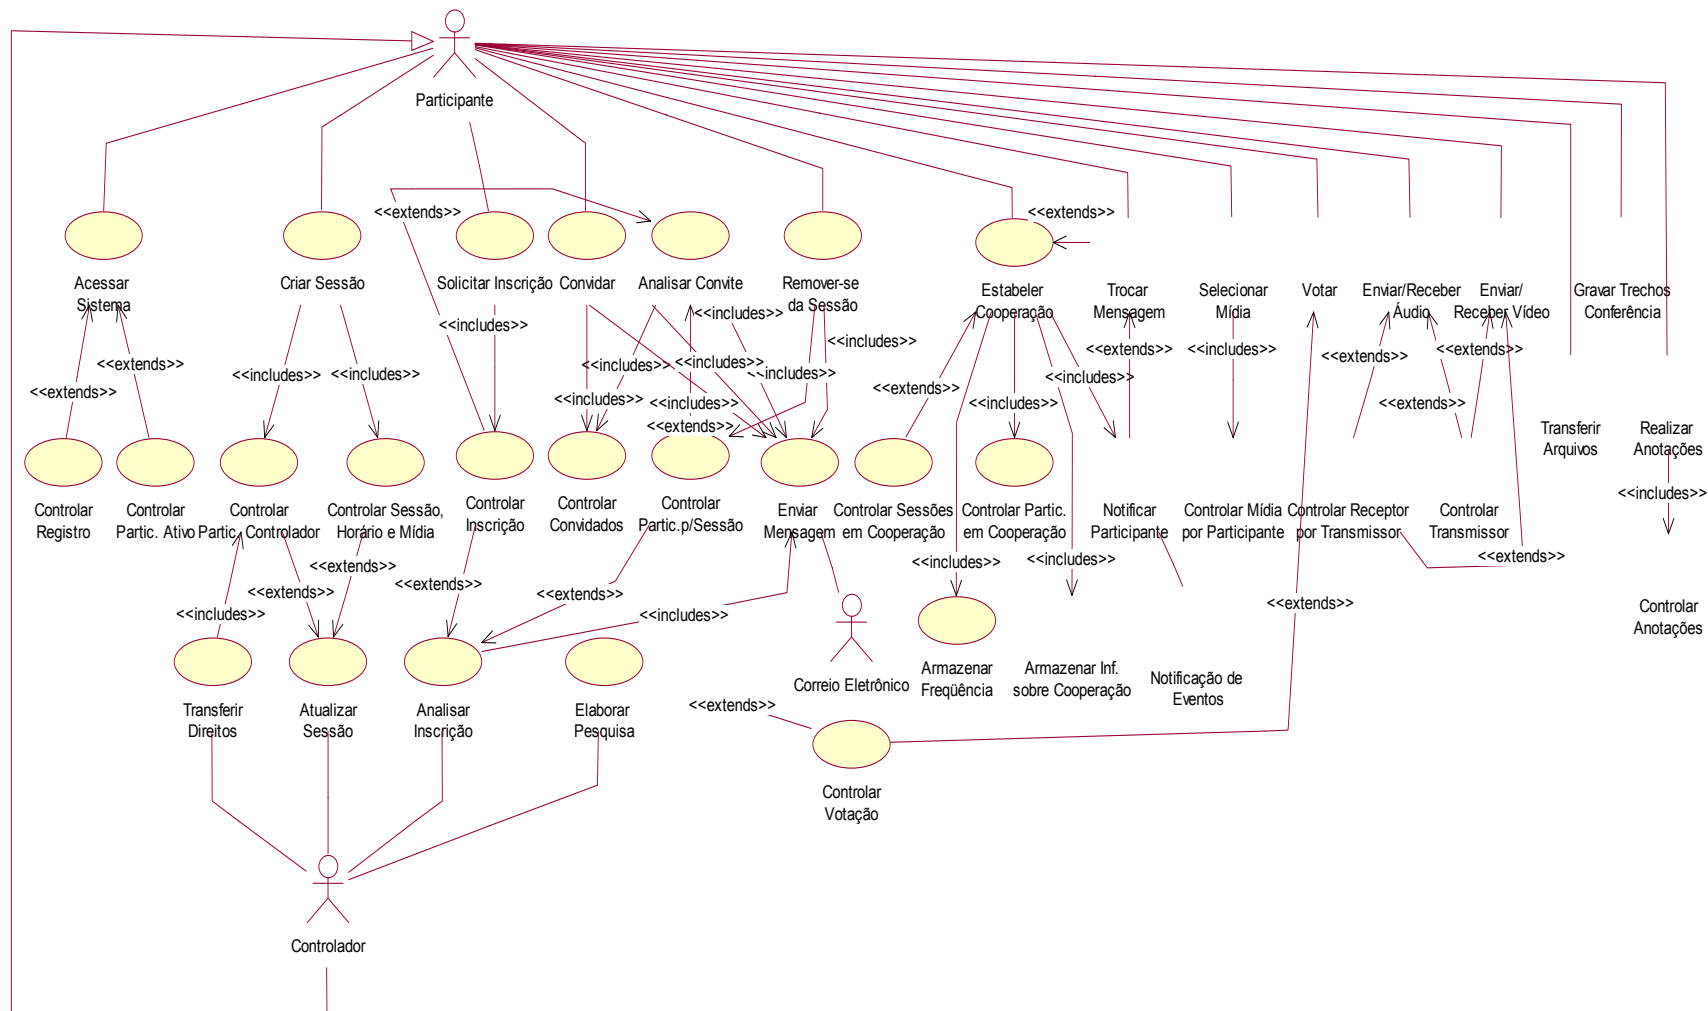 Participante
<<extends>>
<<extends>>
Acessar
Sistema
Criar Sessão
Solicitar Inscrição
Convidar
Analisar Convite
Remover-se
da Sessão
Estabeler
Cooperação
Trocar
Mensagem
Selecionar
Mídia
Votar
Enviar/Receber
Áudio
Enviar/
Receber Vídeo
Gravar Trechos
Conferência
<<includes>>
<<includes>>
<<includes>>
<<extends>>
<<includes>>
<<extends>>
<<extends>>
<<includes>>
<<includes>>
<<includes>>
<<includes>>
<<includes>>
<<includes>>
<<extends>>
<<extends>>
<<includes>>
<<extends>>
<<includes>>
<<includes>>
<<extends>>
<<includes>>
<<extends>>
Transferir
Arquivos
Realizar
Anotações
<<includes>>
Controlar
Registro
Controlar
Partic. Ativo
Controlar
Partic. Controlador
Controlar Sessão,
Horário e Mídia
Controlar
Inscrição
Controlar
Convidados
Controlar
Partic.p/Sessão
Enviar
Mensagem
Controlar Sessões
em Cooperação
Controlar Partic.
em Cooperação
Notificar
Participante
Controlar Mídia
por Participante
Controlar Receptor
por Transmissor
Controlar
Transmissor
<<extends>>
<<includes>>
<<includes>>
<<extends>>
<<extends>>
<<extends>>
<<extends>>
<<includes>>
<<includes>>
<<extends>>
Controlar
Anotações
Transferir
Direitos
Atualizar
Sessão
Analisar
Inscrição
Elaborar
Pesquisa
Correio Eletrônico
Armazenar
Freqüência
Armazenar Inf.
sobre Cooperação
Notificação de
Eventos
<<extends>>
Controlar
Votação
Controlador